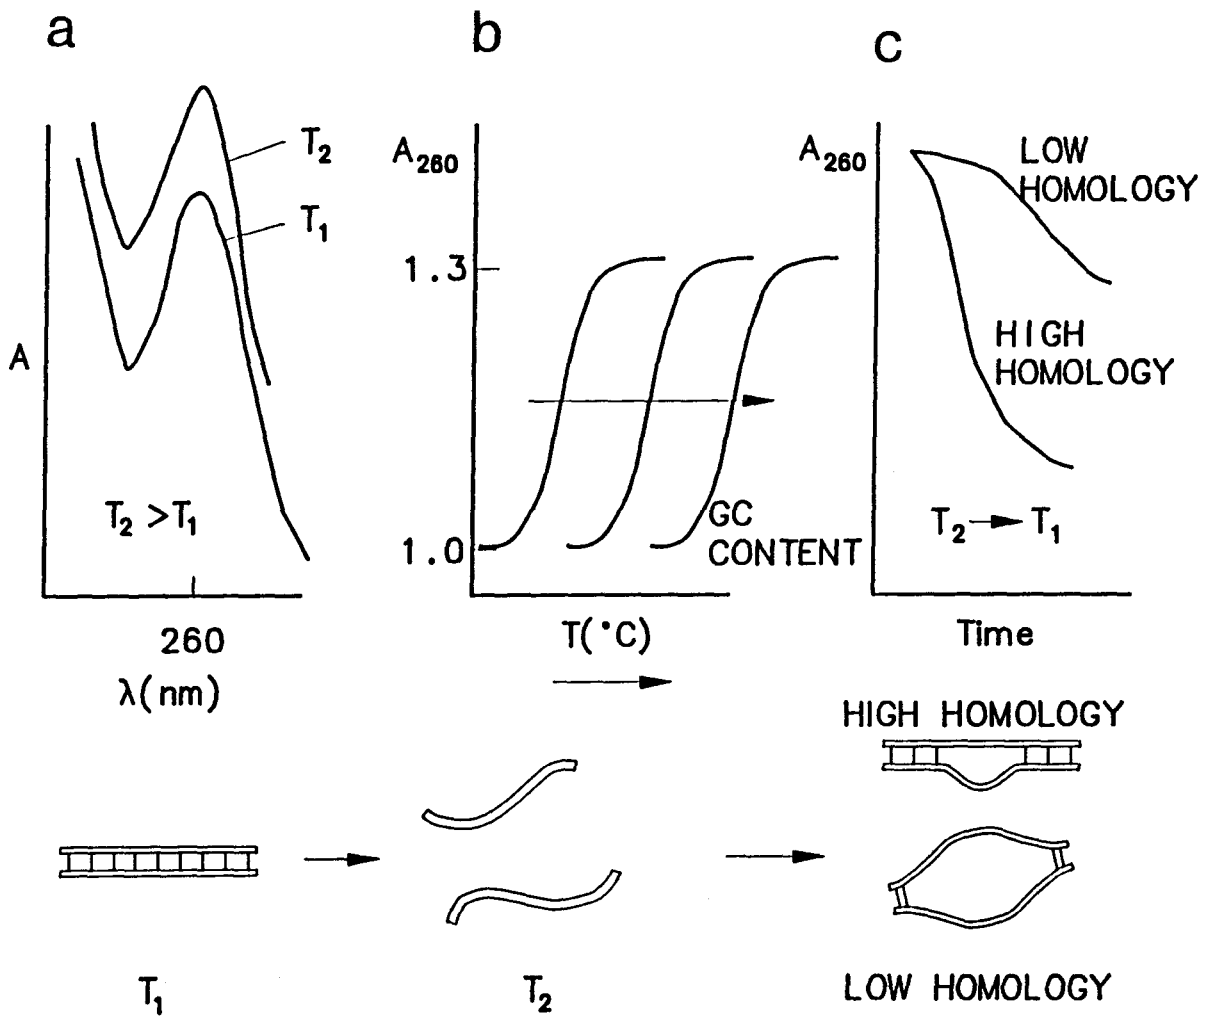 a
A
T₂
T₁
T₂ > T₁
260
λ(nm)
b
A₂₆₀
1.3
1.0
GC
CONTENT
T(°C)
c
A₂₆₀
LOW
HOMOLOGY
HIGH
HOMOLOGY
T₂ → T₁
Time
HIGH HOMOLOGY
T₁
T₂
LOW HOMOLOGY